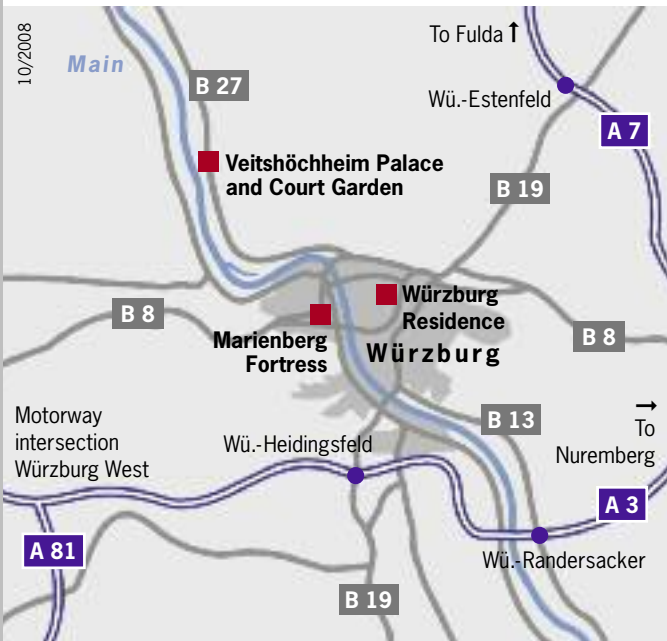 10/2008
Main
To Fulda ↑
B 27
Wü.-Estenfeld
A 7
Veitshöchheim Palace
and Court Garden
B 19
Würzburg
Residence
B 8
Marienberg
Fortress
Würzburg
B 8
Motorway
intersection
Würzburg West
Wü.-Heidingsfeld
B 13
→
To
Nuremberg
A 3
A 81
Wü.-Randersacker
B 19